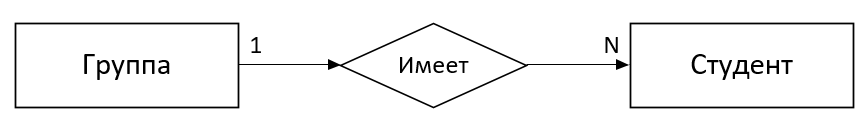 Группа
1
Имеет
N
Студент